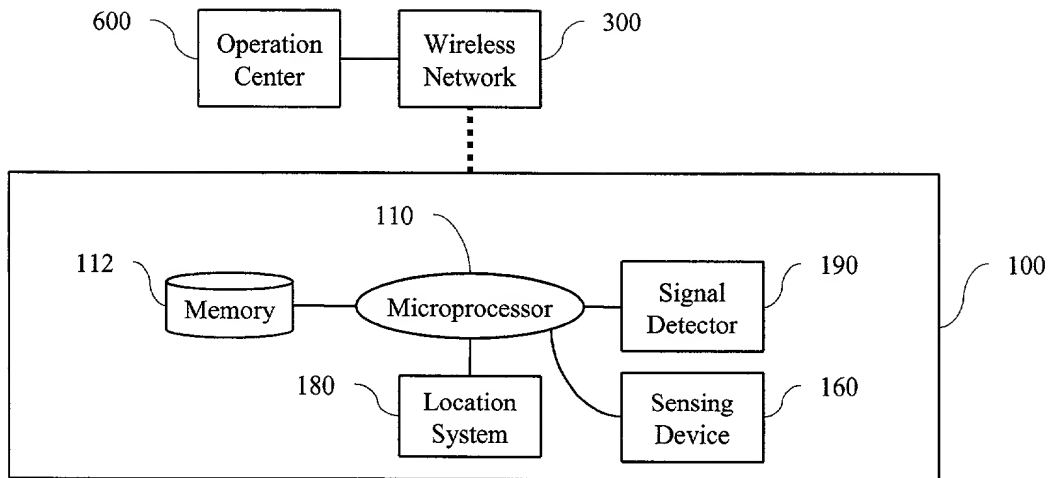 600
Operation
Center
Wireless
Network
300
110
112
Memory
Microprocessor
Signal
Detector
190
100
180
Location
System
Sensing
Device
160